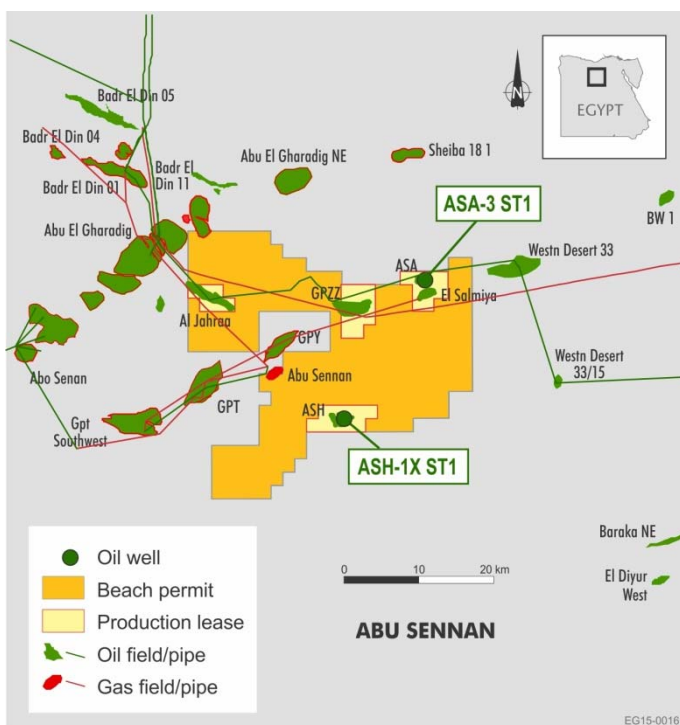 Badr El Din 05
N
EGYPT
Badr El Din 04
Badr El
Din 11
Abu El Gharadig NE
Sheiba 18 1
Badr El Din 01
ASA-3 ST1
BW 1
Abu El Gharadig
ASA
Westn Desert 33
GPZZ
El Salmiya
Al Jahraa
GPY
Abo Senan
Abu Sennan
Westn Desert
33/15
GPT
ASH
Gpt
Southwest
ASH-1X ST1
Baraka NE
El Diyur
West
Oil well
Beach permit
Production lease
Oil field/pipe
Gas field/pipe
0 10 20 km
ABU SENNAN
EG15-0016